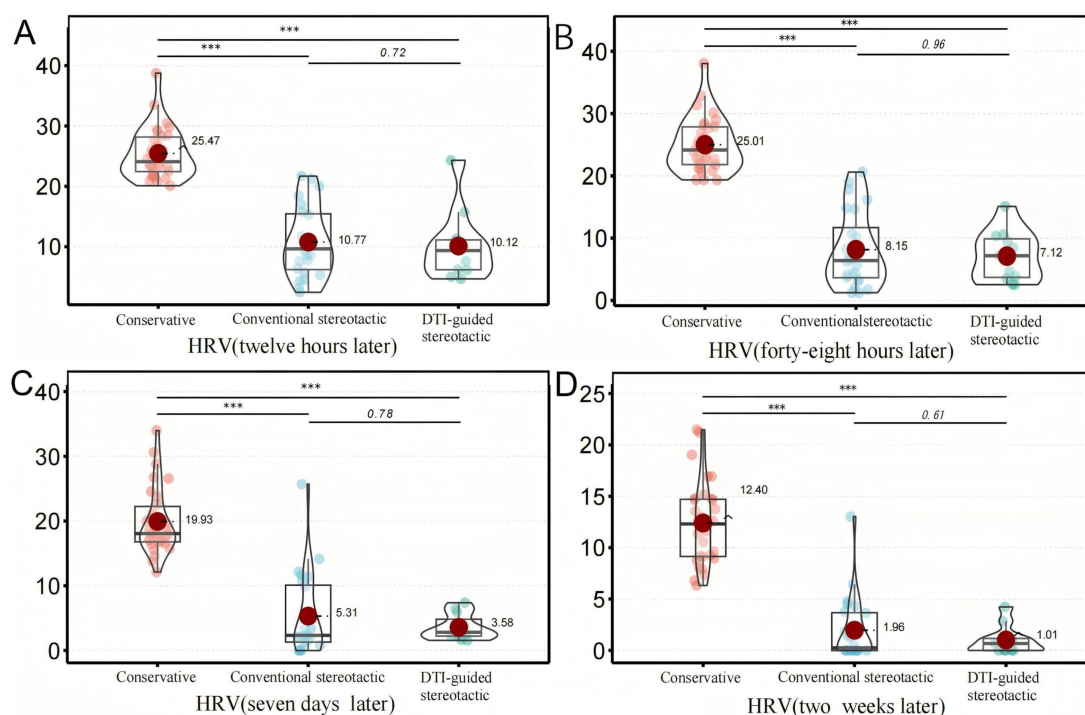 A
***
***
0.72
40
30
20
10
25.47
10.77
10.12
Conservative
Conventional stereotactic
DTI-guided
stereotactic
HRV(twelve hours later)
B
***
***
0.96
40
30
20
10
0
25.01
8.15
7.12
Conservative
Conventional stereotactic
DTI-guided
stereotactic
HRV(forty-eight hours later)
C
***
***
0.78
40
30
20
10
0
19.93
5.31
3.58
Conservative
Conventional stereotactic
DTI-guided
stereotactic
HRV(seven days later)
D
***
***
0.61
25
20
15
10
5
0
12.40
1.96
1.01
Conservative
Conventional stereotactic
DTI-guided
stereotactic
HRV(two weeks later)